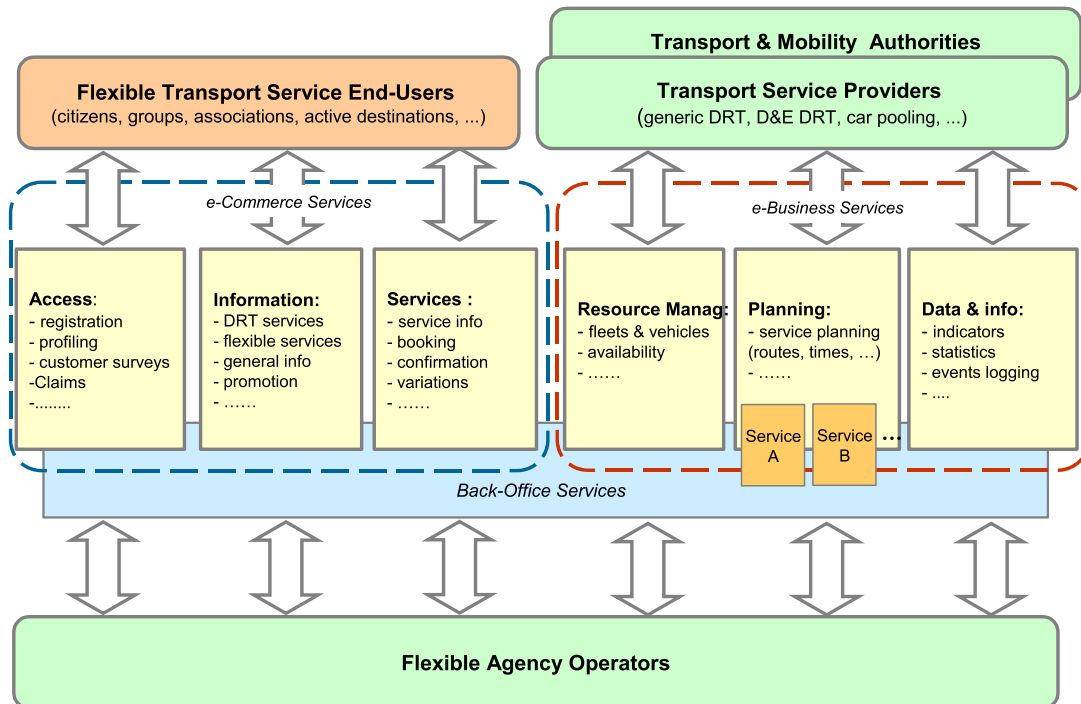 Transport & Mobility Authorities
Flexible Transport Service End-Users
(citizens, groups, associations, active destinations, ...)
Transport Service Providers
(generic DRT, D&E DRT, car pooling, ...)
e-Commerce Services
e-Business Services
Access:
- registration
- profiling
- customer surveys
-Claims
-........
Information:
- DRT services
- flexible services
- general info
- promotion
- ……
Services :
- service info
- booking
- confirmation
- variations
- ……
Resource Manag:
- fleets & vehicles
- availability
- ……
Planning:
- service planning
(routes, times, …)
- ……
Service
A
Service
B
...
Data & info:
- indicators
- statistics
- events logging
- ....
Back-Office Services
Flexible Agency Operators